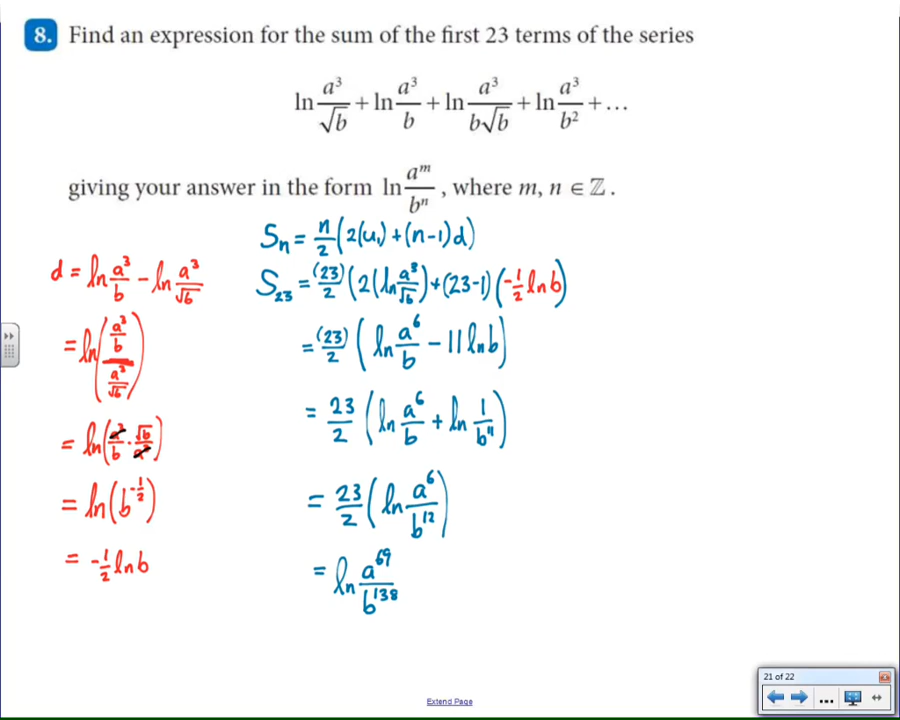 8. Find an expression for the sum of the first 23 terms of the series
ln a³/√b + ln a³/b + ln a³/b√b + ln a³/b² + …
giving your answer in the form ln aᵐ/bⁿ , where m, n ∈ ℤ .
Sₙ = n/2 (2(u₁) + (n-1)d)
d = ln a³/b - ln a³/√b
S₂₃ = (23)/2 (2(ln a³/√b) + (23-1)(-1/2 ln b)
= ln((a³/b)/(a³/√b))
= (23)/2 (ln a⁶/b - 11 ln b)
= 23/2 (ln a⁶/b + ln 1/b¹¹)
= ln(a³/b · √b/a³)
= 23/2 (ln a⁶/b¹²)
= ln(b^-1/2)
= -1/2 ln b
= ln a⁶⁹/b¹³⁸
21 of 22
...
Extend Page